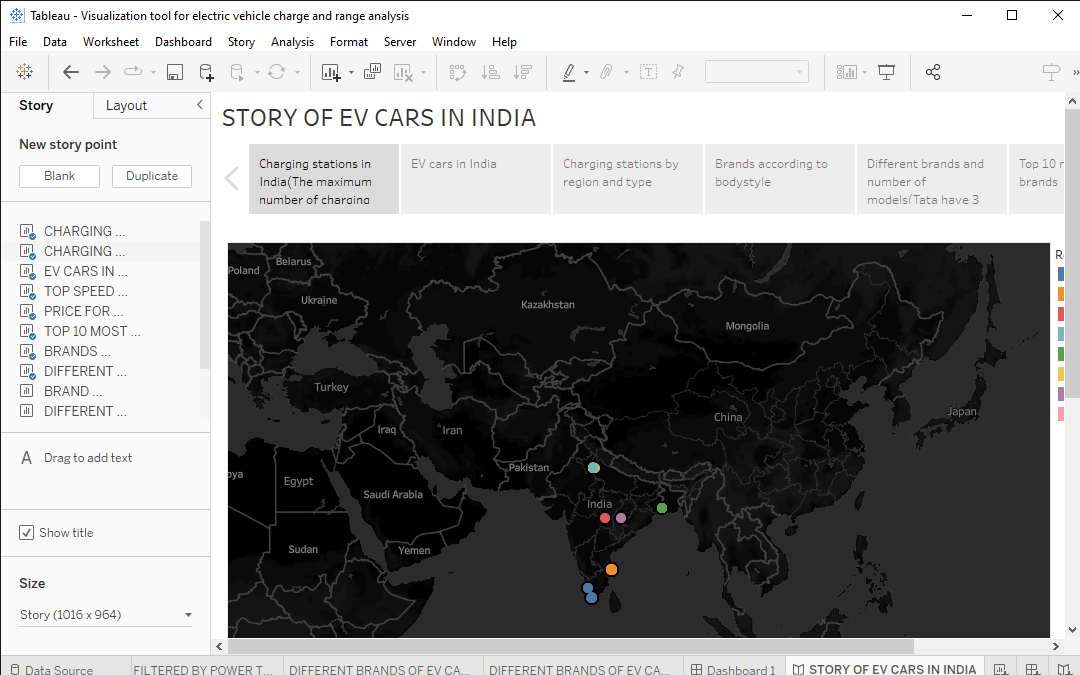 Tableau - Visualization tool for electric vehicle charge and range analysis
File Data Worksheet Dashboard Story Analysis Format Server Window Help
Story Layout
New story point
Blank Duplicate
CHARGING ...
CHARGING ...
EV CARS IN ...
TOP SPEED ...
PRICE FOR ...
TOP 10 MOST ...
BRANDS ...
DIFFERENT ...
BRAND ...
DIFFERENT ...
A Drag to add text
Show title
Size
Story (1016 x 964)
STORY OF EV CARS IN INDIA
Charging stations in
India(The maximum
number of charging
EV cars in India
Charging stations by
region and type
Brands according to
bodystyle
Different brands and
number of
models(Tata have 3
Top 10 r
brands
Poland
Belarus
Ukraine
Kazakhstan
Mongolia
Turkey
China
Japan
Iraq
Iran
Pakistan
oya
Egypt
Saudi Arabia
India
Sudan
Yemen
R
Data Source FILTERED BY POWER T... DIFFERENT BRANDS OF EV CA... DIFFERENT BRANDS OF EV CA... Dashboard 1 STORY OF EV CARS IN INDIA